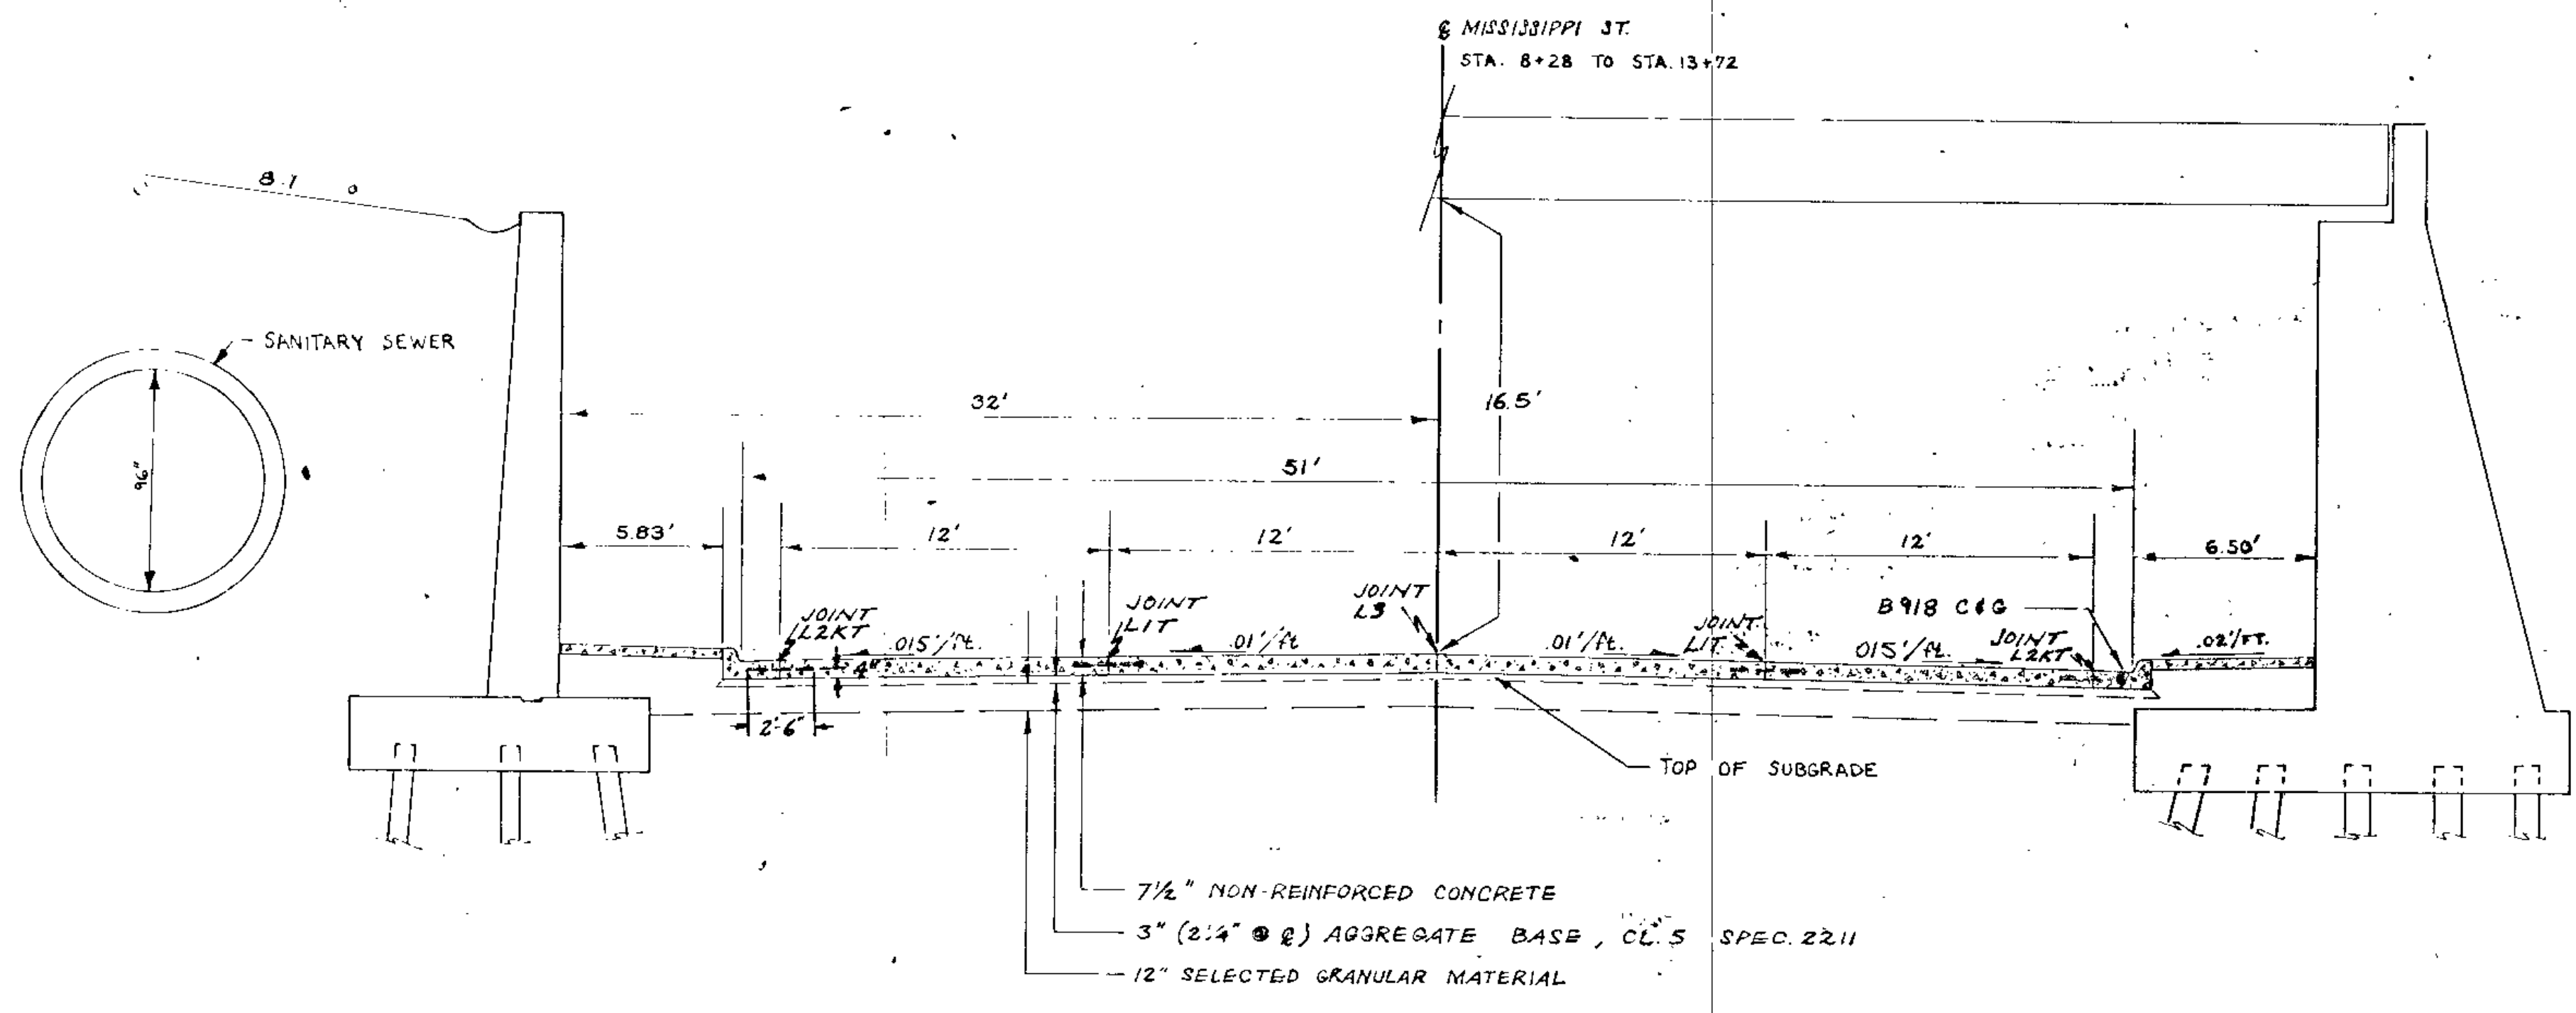 ℄ MISSISSIPPI ST.
STA. 8+28 TO STA. 13+72
8:1
SANITARY SEWER
96"
32'
16.5'
51'
5.83'
12'
12'
12'
12'
6.50'
JOINT
L2KT
.015'/ft.
JOINT
L1T
.01'/ft
JOINT
L3
.01'/ft.
JOINT
L1T
.015'/ft.
B918 C&G
JOINT
L2KT
.02'/FT.
4"
2'-6"
TOP OF SUBGRADE
7½" NON-REINFORCED CONCRETE
3" (2¼" @ ℄) AGGREGATE BASE, CL. 5 SPEC. 2211
12" SELECTED GRANULAR MATERIAL